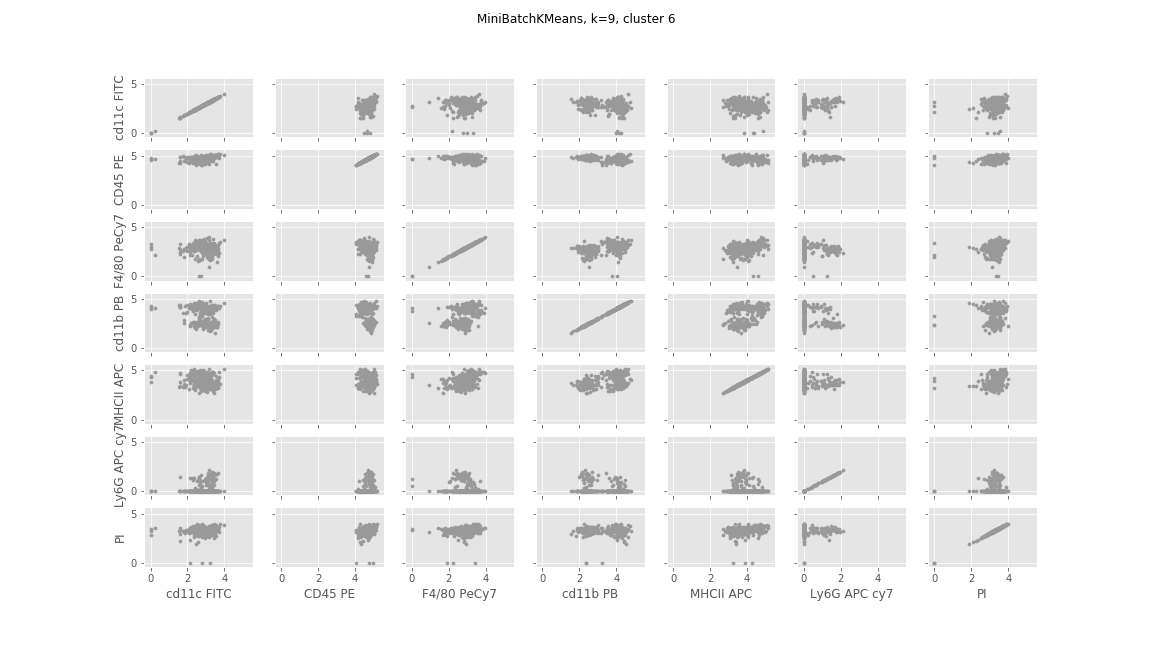 MiniBatchKMeans, k=9, cluster 6
5
0
cd11c FITC
5
0
CD45 PE
5
0
F4/80 PeCy7
5
0
cd11b PB
5
0
MHCII APC
5
0
Ly6G APC cy7
5
0
PI
0 2 4 0 2 4 0 2 4 0 2 4 0 2 4 0 2 4 0 2 4
cd11c FITC CD45 PE F4/80 PeCy7 cd11b PB MHCII APC Ly6G APC cy7 PI